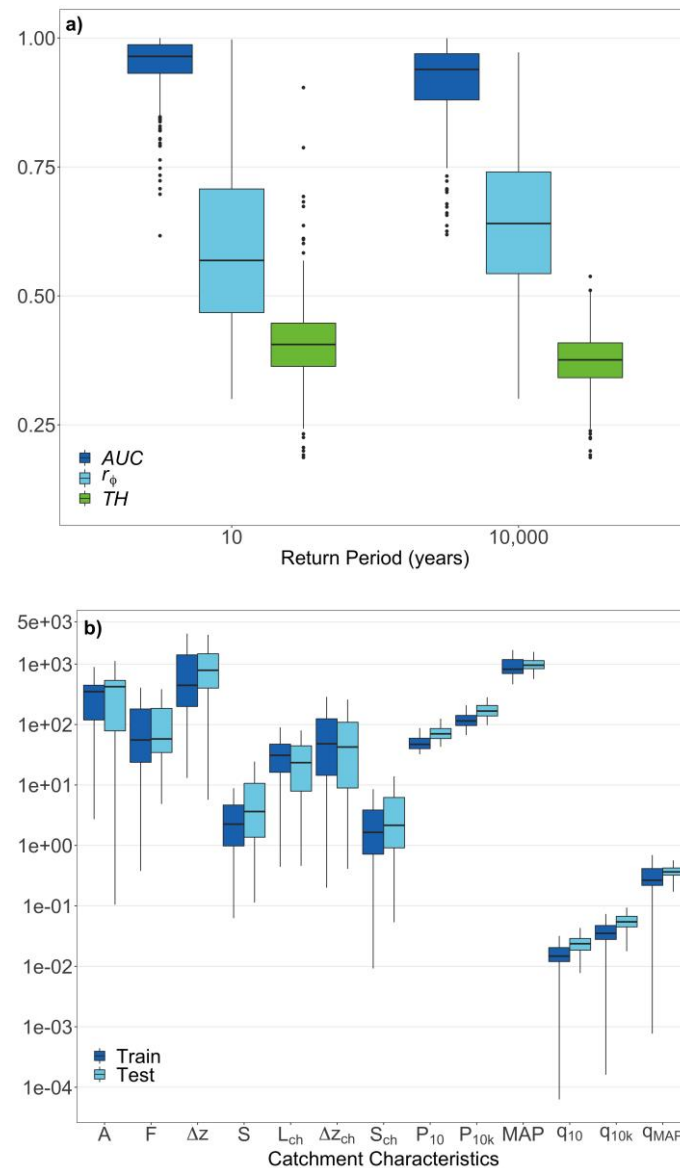 a)
1.00
0.75
0.50
0.25
AUC
rϕ
TH
10 10,000
Return Period (years)
b)
5e+03
1e+03
1e+02
1e+01
1e+00
1e-01
1e-02
1e-03
1e-04
Train
Test
A F Δz S Lch Δzch Sch P10 P10k MAP q10 q10k qMAP
Catchment Characteristics